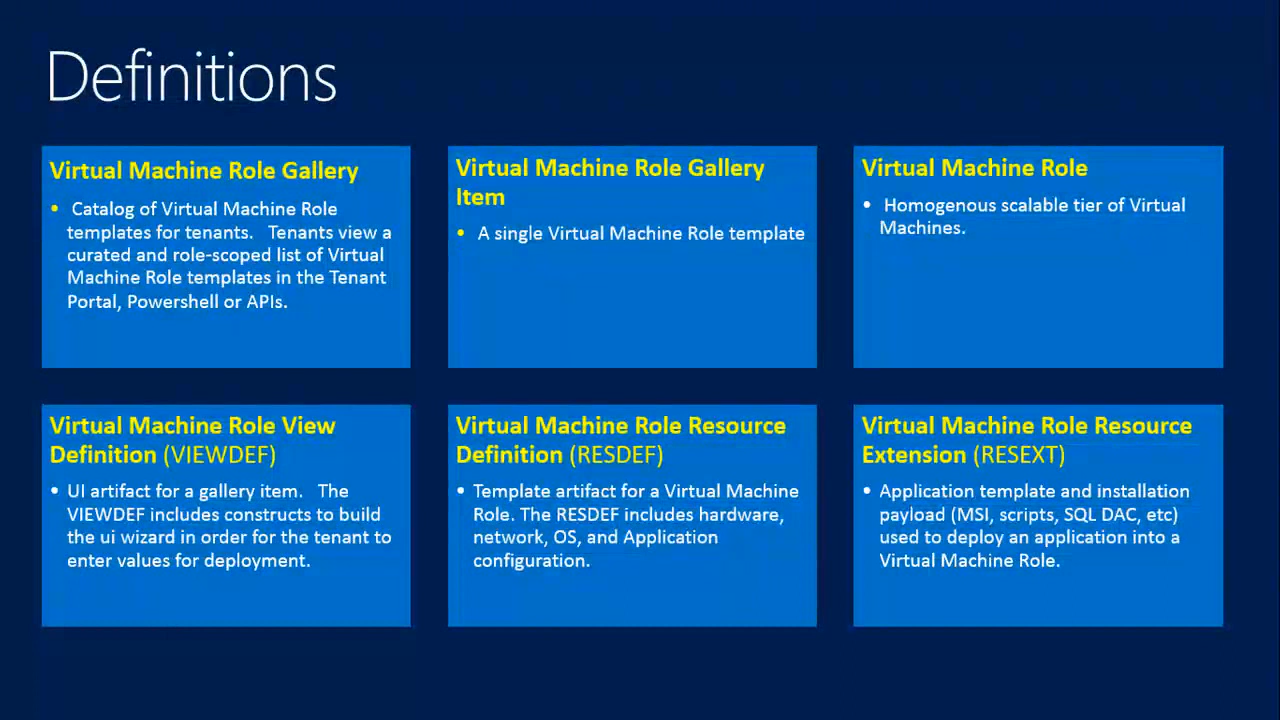 Definitions
Virtual Machine Role Gallery
• Catalog of Virtual Machine Role
templates for tenants. Tenants view a
curated and role-scoped list of Virtual
Machine Role templates in the Tenant
Portal, Powershell or APIs.
Virtual Machine Role Gallery
Item
• A single Virtual Machine Role template
Virtual Machine Role
• Homogenous scalable tier of Virtual
Machines.
Virtual Machine Role View
Definition (VIEWDEF)
• UI artifact for a gallery item. The
VIEWDEF includes constructs to build
the ui wizard in order for the tenant to
enter values for deployment.
Virtual Machine Role Resource
Definition (RESDEF)
• Template artifact for a Virtual Machine
Role. The RESDEF includes hardware,
network, OS, and Application
configuration.
Virtual Machine Role Resource
Extension (RESEXT)
• Application template and installation
payload (MSI, scripts, SQL DAC, etc)
used to deploy an application into a
Virtual Machine Role.